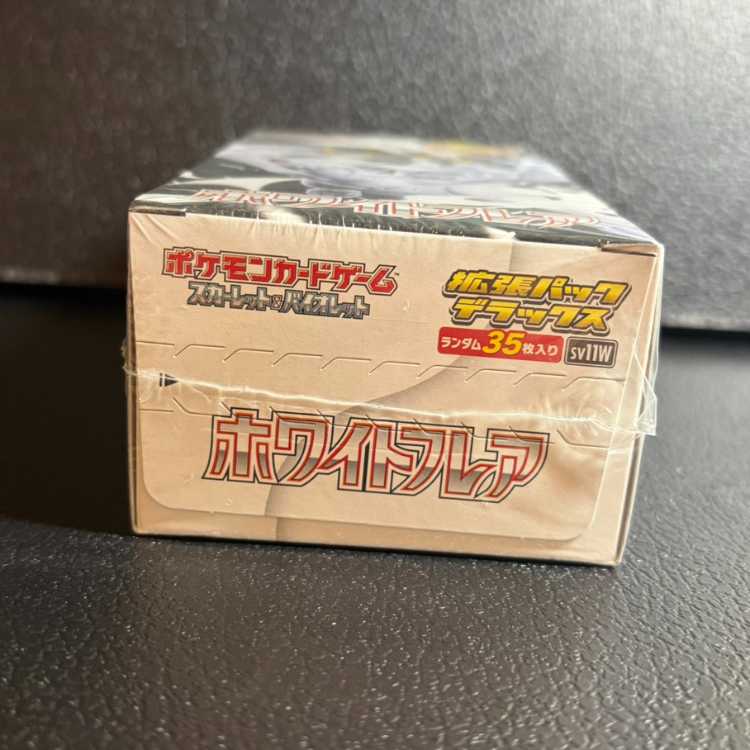 ポケモンカードゲーム™
スカーレット&バイオレット
拡張パック
デラックス
ランダム35枚入り
SV11W
ホワイトフレア